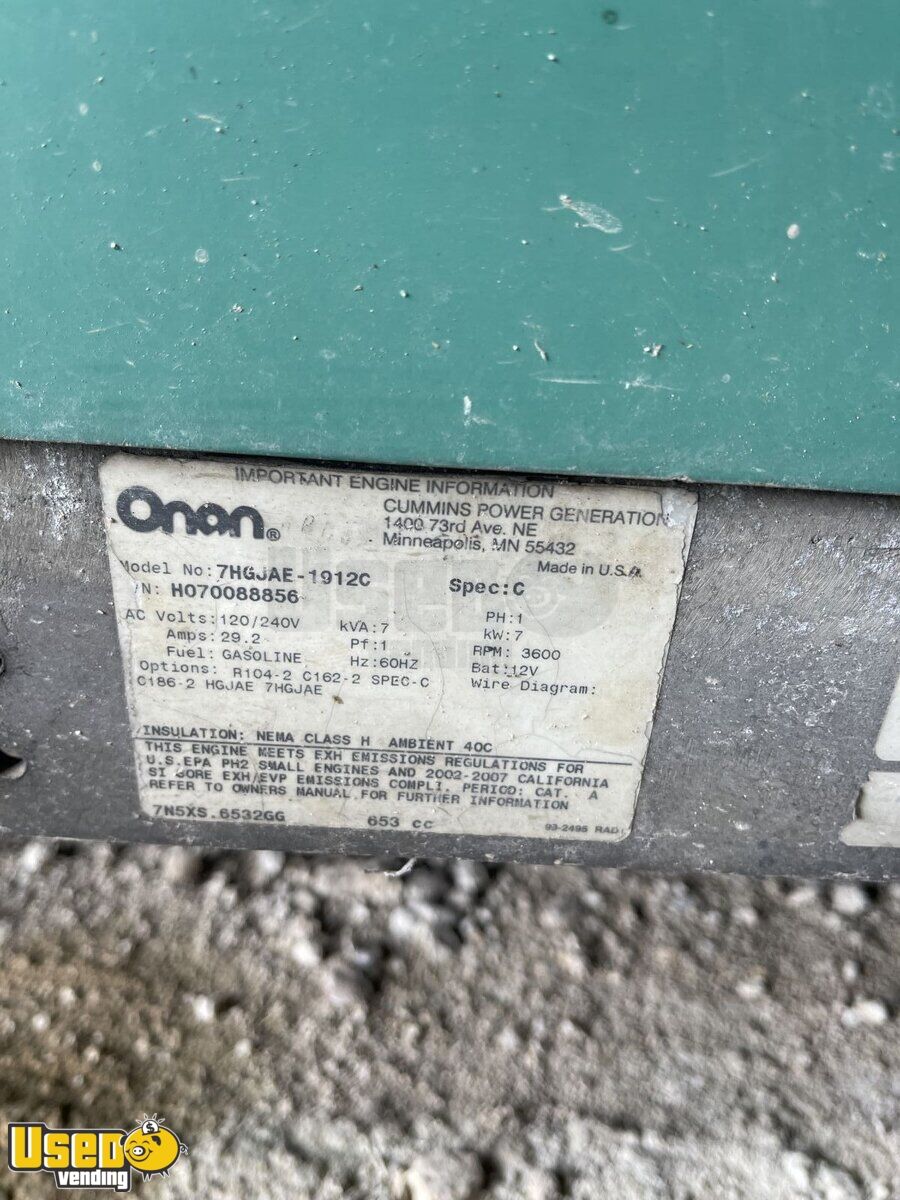 IMPORTANT ENGINE INFORMATION
Onan®
CUMMINS POWER GENERATION
1400 73rd Ave. NE
Minneapolis, MN 55432
Made in U.S.A.
Model No: 7HGJAE-1912C
Spec: C
/N: H070088856
AC Volts: 120/240V
kVA: 7
PH: 1
Amps: 29.2
Pf: 1
kW: 7
Fuel: GASOLINE
Hz: 60HZ
RPM: 3600
Bat: 12V
Options: R104-2 C162-2 SPEC-C
Wire Diagram:
C186-2 HGJAE 7HGJAE
INSULATION: NEMA CLASS H AMBIENT 40C
THIS ENGINE MEETS EXH EMISSIONS REGULATIONS FOR
U.S.EPA PH2 SMALL ENGINES AND 2002-2007 CALIFORNIA
SI SORE EXH/EVP EMISSIONS COMPLI. PERIOD: CAT. A
REFER TO OWNERS MANUAL FOR FURTHER INFORMATION
7N5XS.6532GG
653 cc
93-2495 RAD
USED
vending